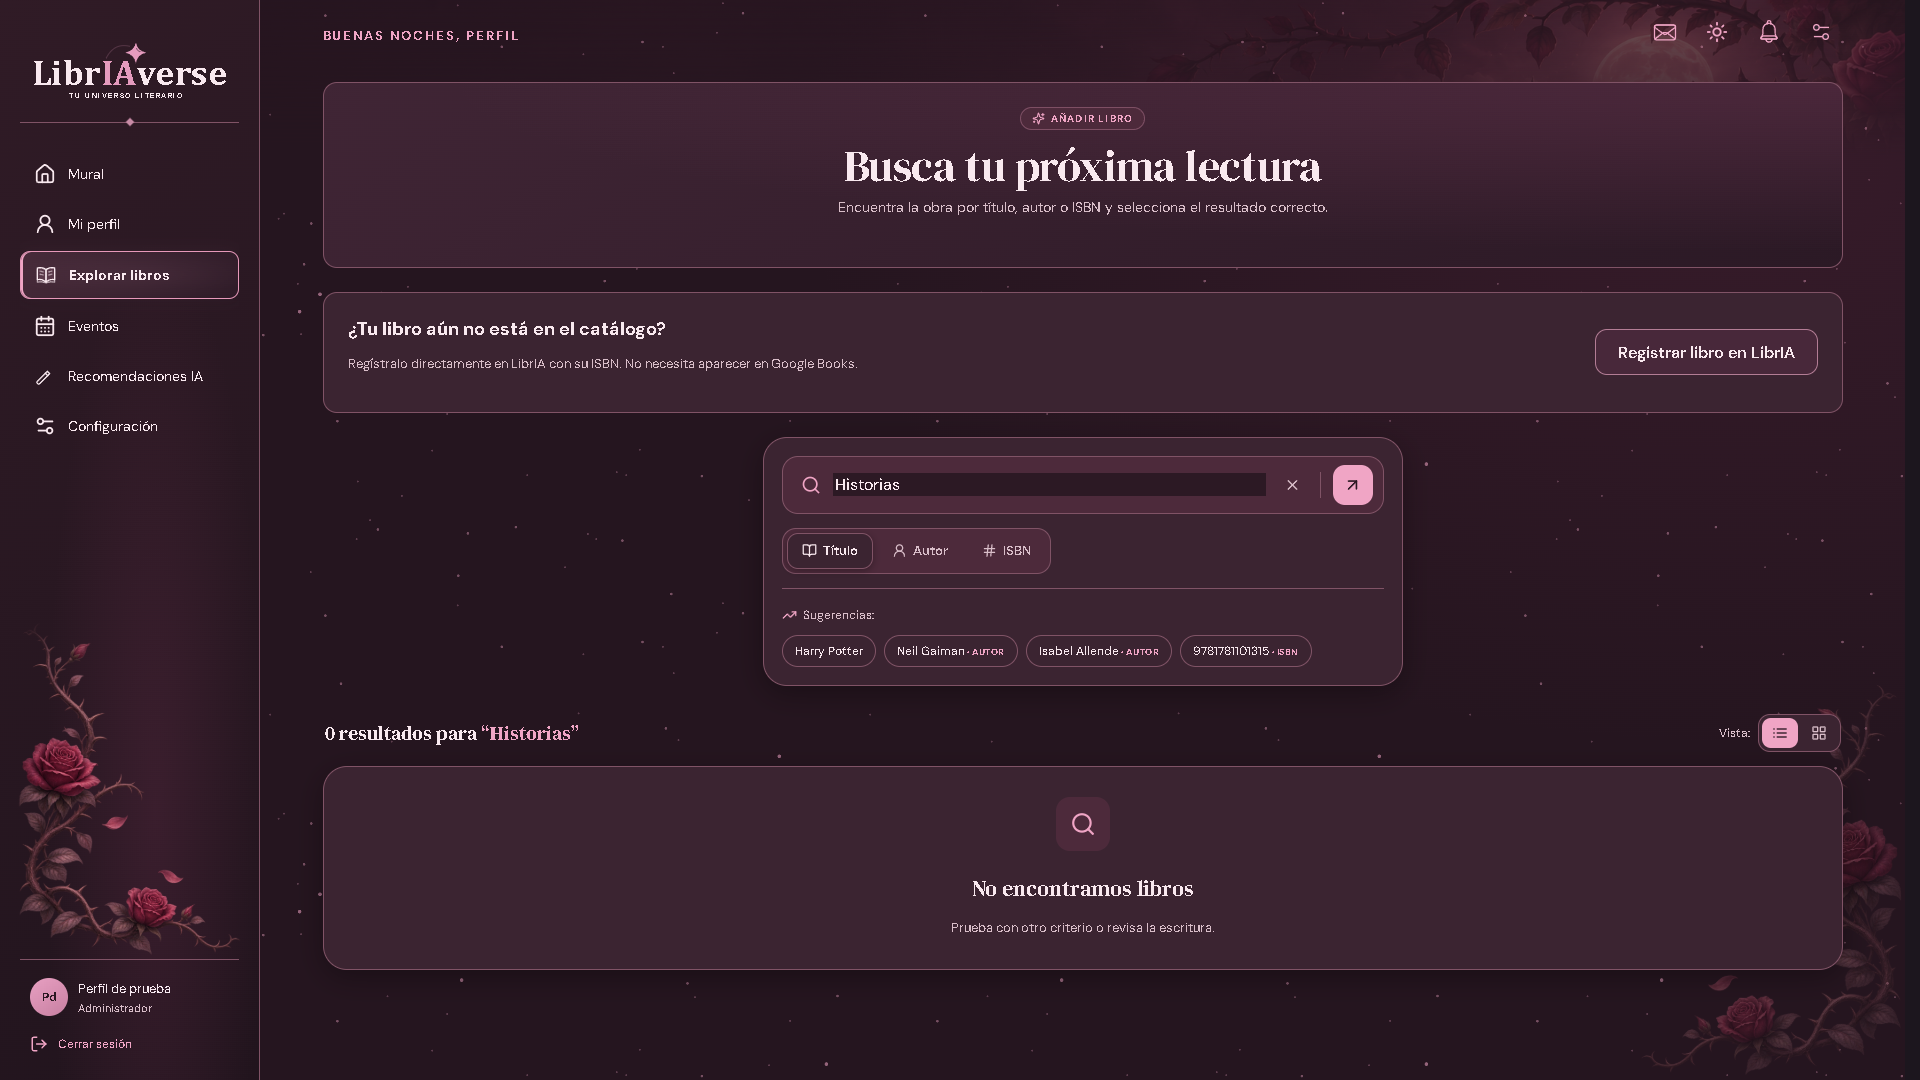 LibrIAverse
TU UNIVERSO LITERARIO
Mural
Mi perfil
Explorar libros
Eventos
Recomendaciones IA
Configuración
Perfil de prueba
Pd
Administrador
Cerrar sesión
BUENAS NOCHES, PERFIL
AÑADIR LIBRO
Busca tu próxima lectura
Encuentra la obra por título, autor o ISBN y selecciona el resultado correcto.
¿Tu libro aún no está en el catálogo?
Regístralo directamente en LibrIA con su ISBN. No necesita aparecer en Google Books.
Registrar libro en LibrIA
Historias
Título Autor ISBN
Sugerencias:
Harry Potter Neil Gaiman · AUTOR Isabel Allende · AUTOR 9781781101315 · ISBN
0 resultados para “Historias”
Vista:
No encontramos libros
Prueba con otro criterio o revisa la escritura.